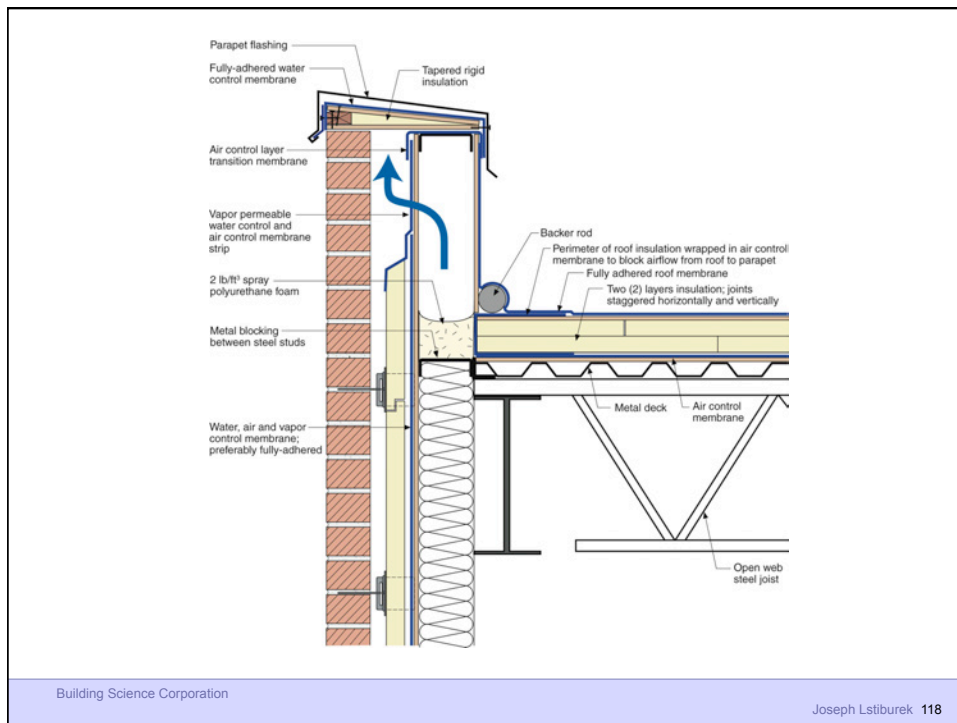 Parapet flashing
Fully-adhered water
control membrane
Tapered rigid
insulation
Air control layer
transition membrane
Vapor permeable
water control and
air control membrane
strip
2 lb/ft³ spray
polyurethane foam
Metal blocking
between steel studs
Water, air and vapor
control membrane;
preferably fully-adhered
Backer rod
Perimeter of roof insulation wrapped in air control
membrane to block airflow from roof to parapet
Fully adhered roof membrane
Two (2) layers insulation; joints
staggered horizontally and vertically
Metal deck
Air control
membrane
Open web
steel joist
Building Science Corporation
Joseph Lstiburek 118